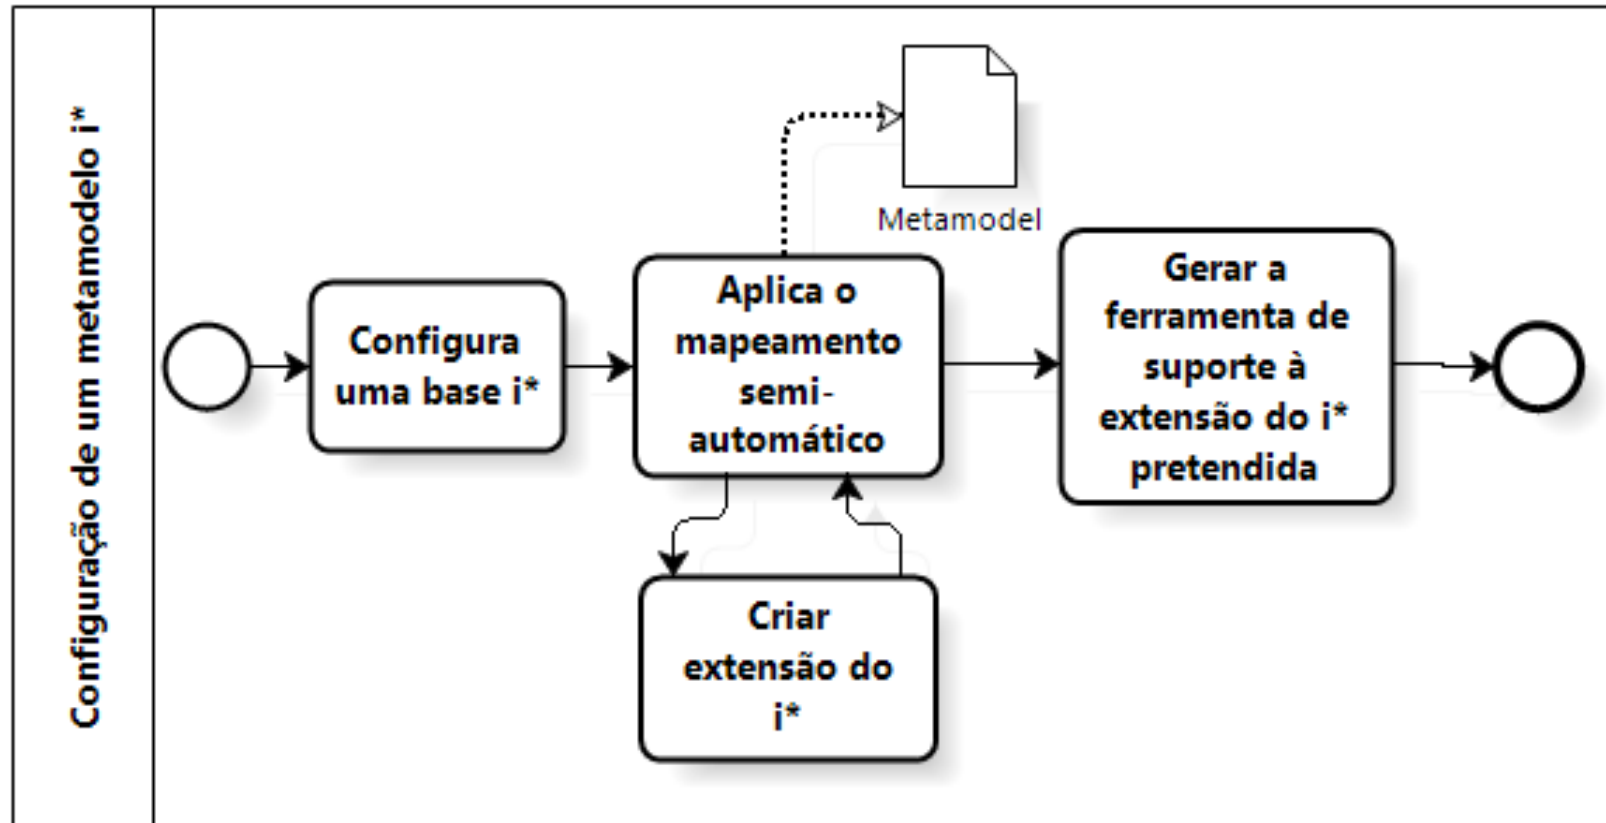 Configuração de um metamodelo i*
Metamodel
Configura
uma base i*
Aplica o
mapeamento
semi-
automático
Gerar a
ferramenta de
suporte à
extensão do i*
pretendida
Criar
extensão do
i*